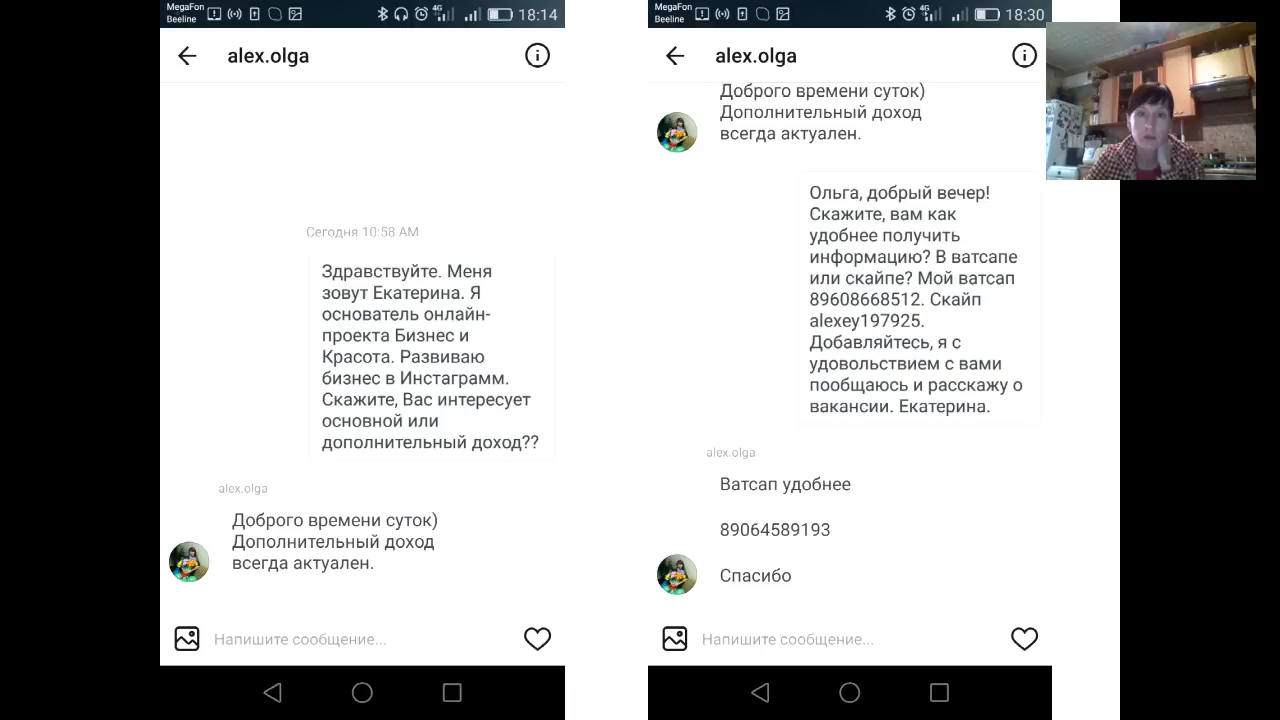 MegaFon
Beeline
4G
18:14
alex.olga
Сегодня 10:58 AM
Здравствуйте. Меня
зовут Екатерина. Я
основатель онлайн-
проекта Бизнес и
Красота. Развиваю
бизнес в Инстаграмм.
Скажите, Вас интересует
основной или
дополнительный доход??
alex.olga
Доброго времени суток)
Дополнительный доход
всегда актуален.
Напишите сообщение...
MegaFon
Beeline
4G
18:30
alex.olga
Доброго времени суток)
Дополнительный доход
всегда актуален.
Ольга, добрый вечер!
Скажите, вам как
удобнее получить
информацию? В ватсапе
или скайпе? Мой ватсап
89608668512. Скайп
alexey197925.
Добавляйтесь, я с
удовольствием с вами
пообщаюсь и расскажу о
вакансии. Екатерина.
alex.olga
Ватсап удобнее
89064589193
Спасибо
Напишите сообщение...